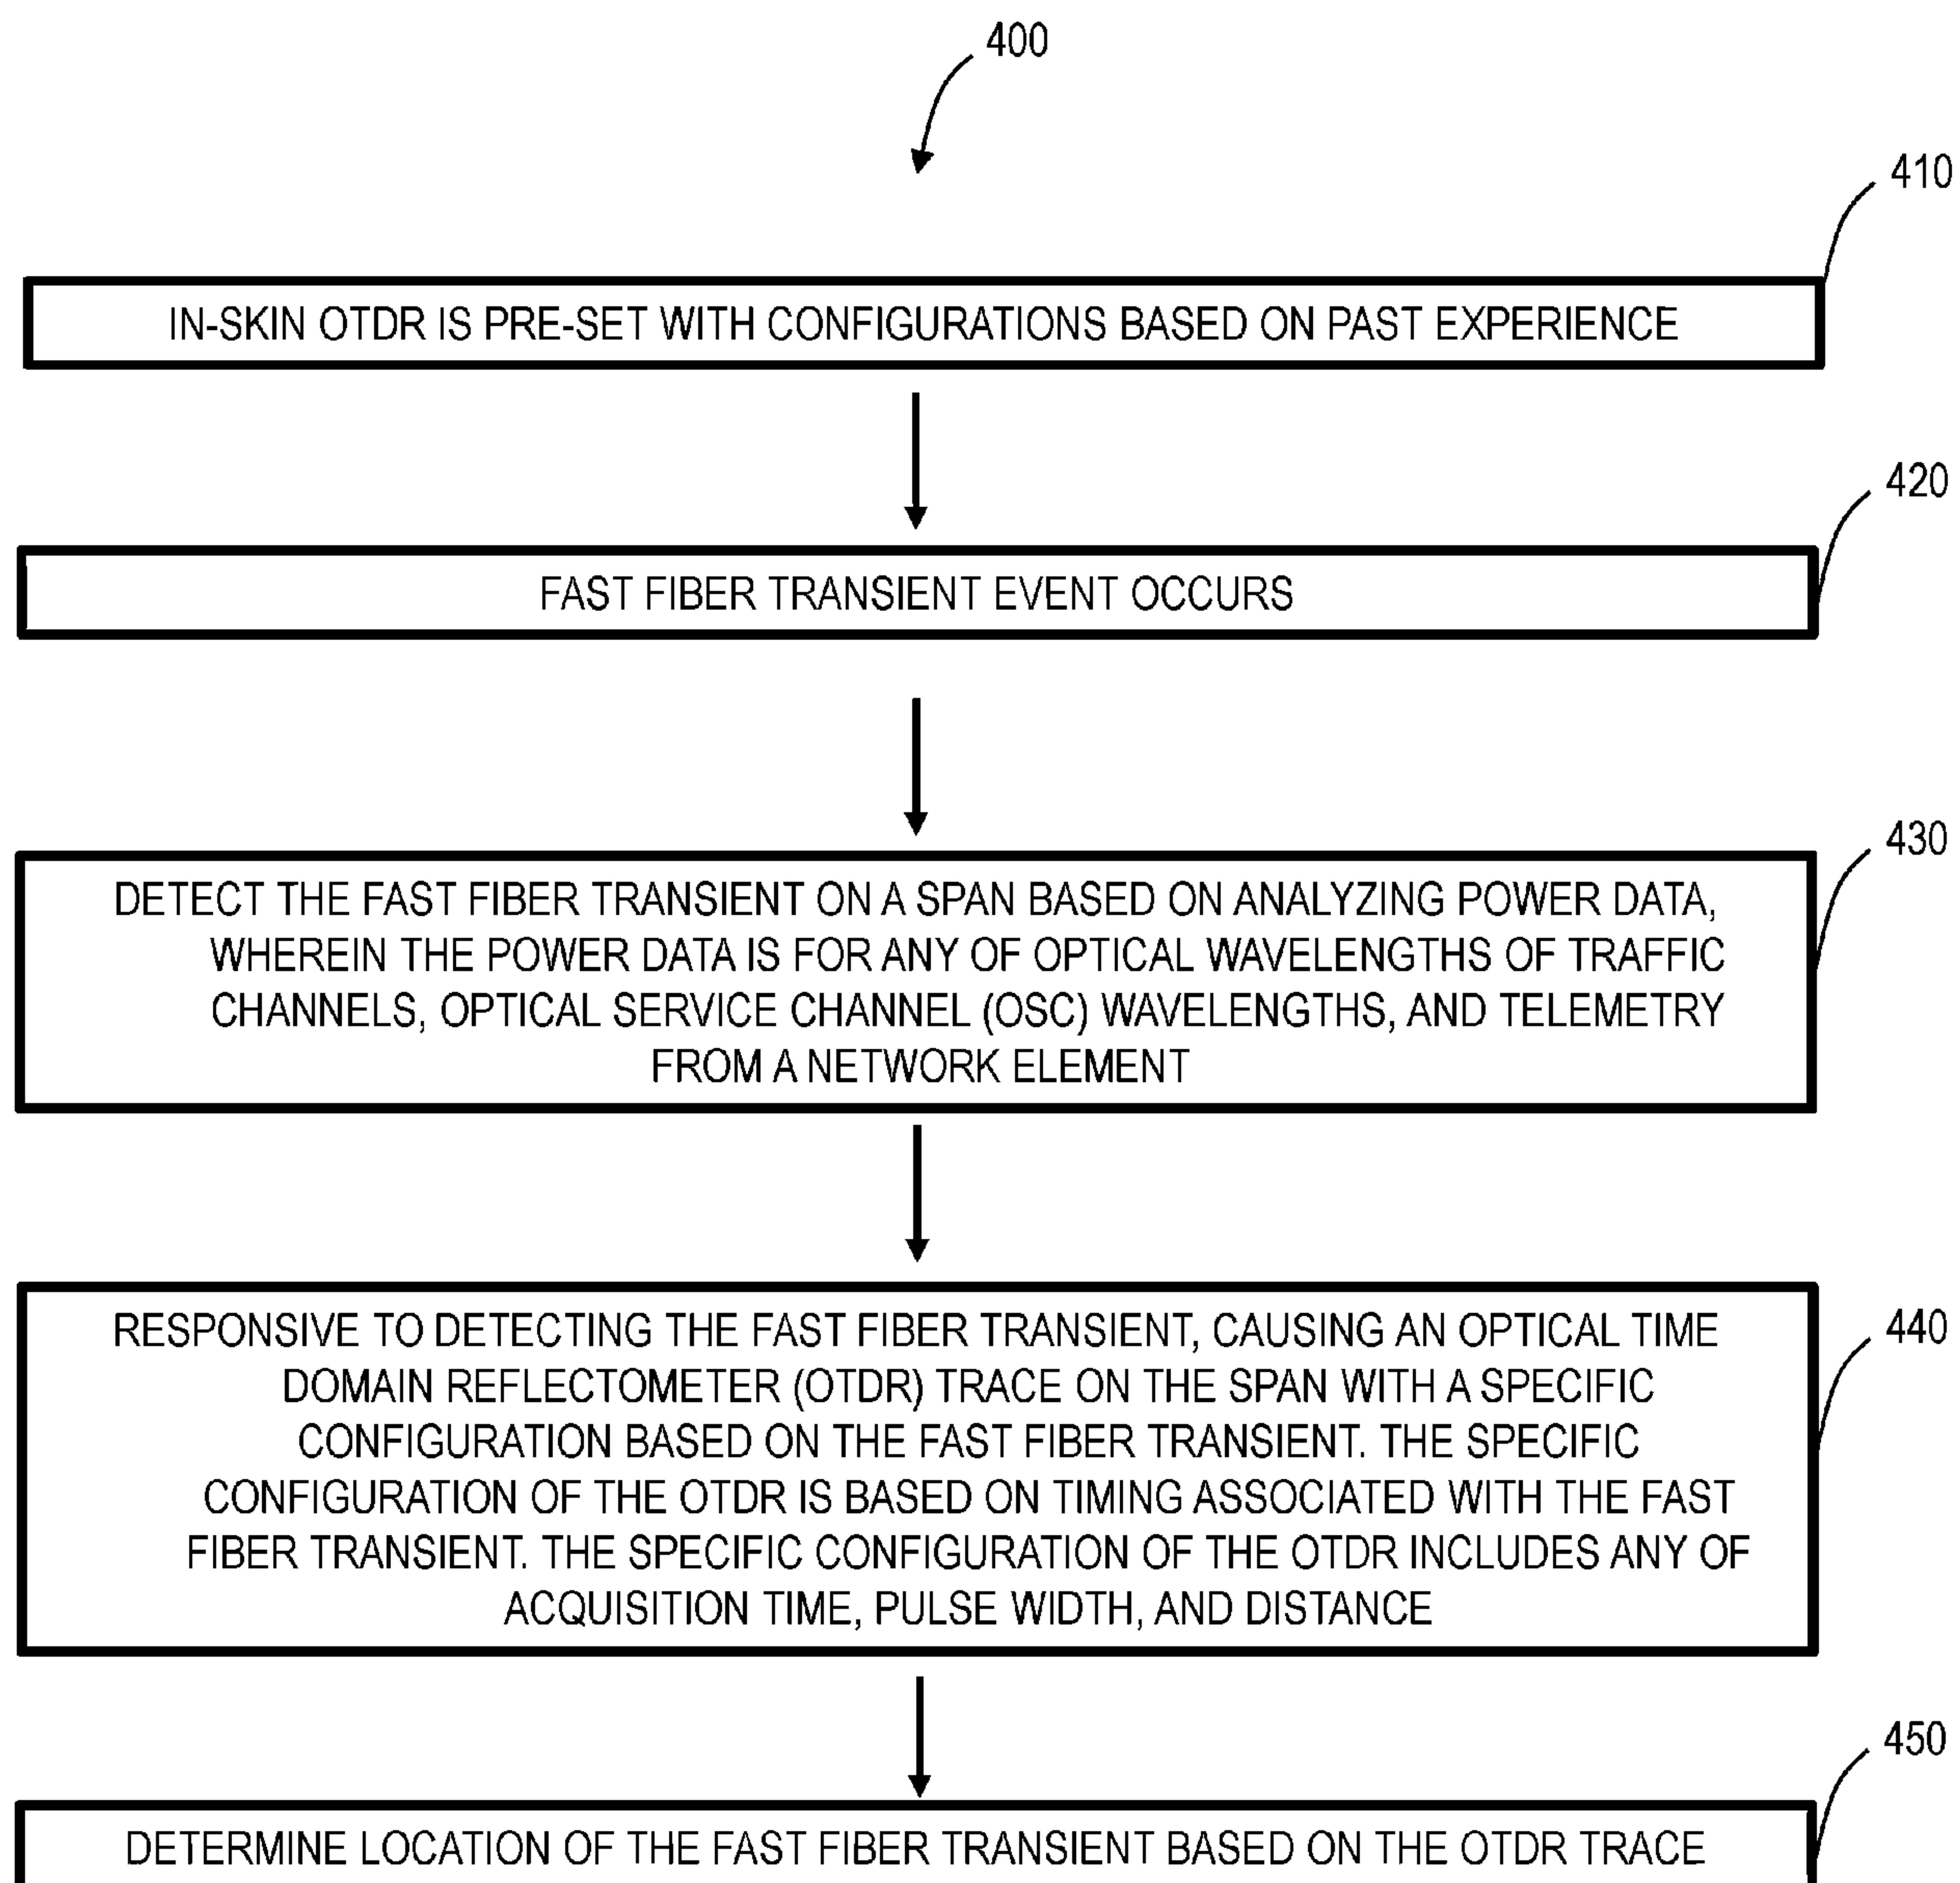 400
410
IN-SKIN OTDR IS PRE-SET WITH CONFIGURATIONS BASED ON PAST EXPERIENCE
420
FAST FIBER TRANSIENT EVENT OCCURS
430
DETECT THE FAST FIBER TRANSIENT ON A SPAN BASED ON ANALYZING POWER DATA,
WHEREIN THE POWER DATA IS FOR ANY OF OPTICAL WAVELENGTHS OF TRAFFIC
CHANNELS, OPTICAL SERVICE CHANNEL (OSC) WAVELENGTHS, AND TELEMETRY
FROM A NETWORK ELEMENT
440
RESPONSIVE TO DETECTING THE FAST FIBER TRANSIENT, CAUSING AN OPTICAL TIME
DOMAIN REFLECTOMETER (OTDR) TRACE ON THE SPAN WITH A SPECIFIC
CONFIGURATION BASED ON THE FAST FIBER TRANSIENT. THE SPECIFIC
CONFIGURATION OF THE OTDR IS BASED ON TIMING ASSOCIATED WITH THE FAST
FIBER TRANSIENT. THE SPECIFIC CONFIGURATION OF THE OTDR INCLUDES ANY OF
ACQUISITION TIME, PULSE WIDTH, AND DISTANCE
450
DETERMINE LOCATION OF THE FAST FIBER TRANSIENT BASED ON THE OTDR TRACE